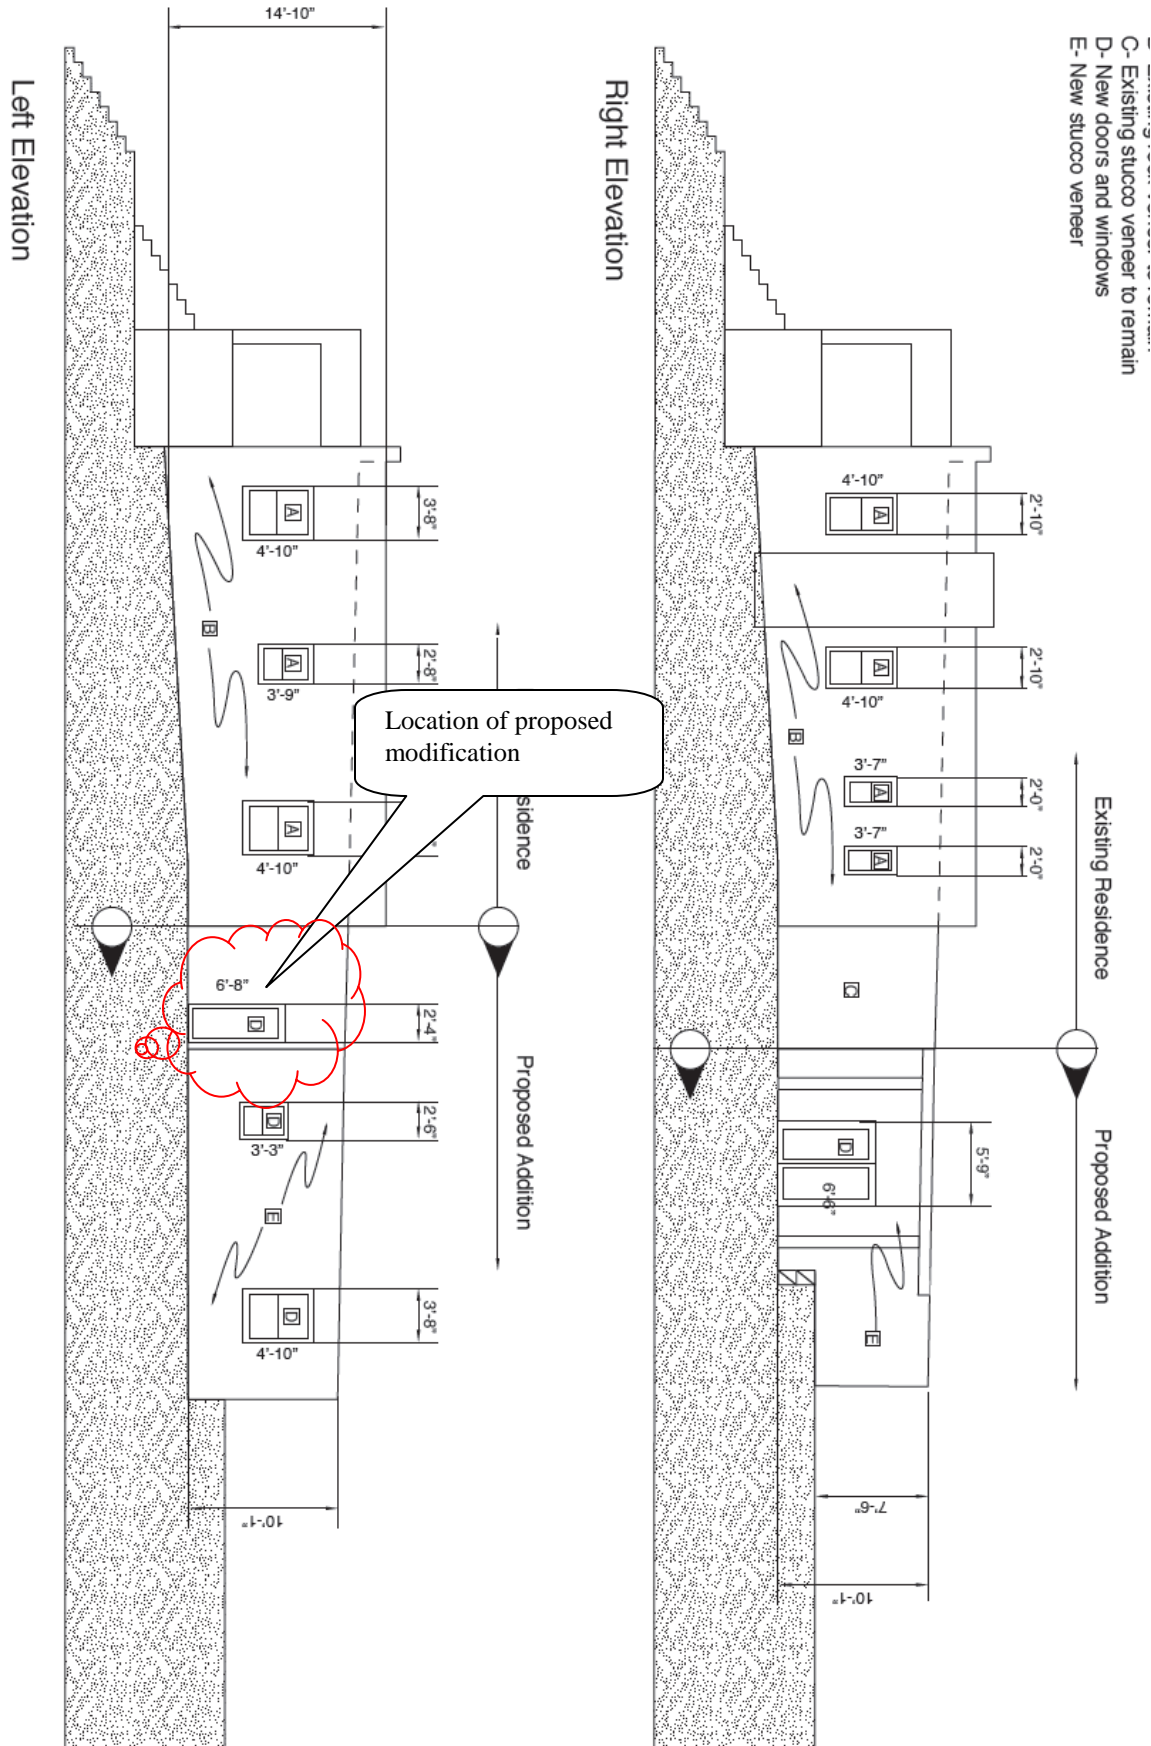 C- Existing stucco veneer to remain
D- New doors and windows
E- New stucco veneer
Right Elevation
4'-10"
2'-10"
A
4'-10"
2'-10"
A
B
3'-7"
2'-0"
A
3'-7"
2'-0"
A
Existing Residence
C
Proposed Addition
5'-9"
D
6'-6"
E
7'-6"
10'-1"
Left Elevation
14'-10"
3'-8"
A
4'-10"
B
2'-8"
A
3'-9"
Location of proposed
modification
A
4'-10"
sidence
6'-8"
2'-4"
D
Proposed Addition
2'-6"
D
3'-3"
E
3'-8"
D
4'-10"
10'-1"